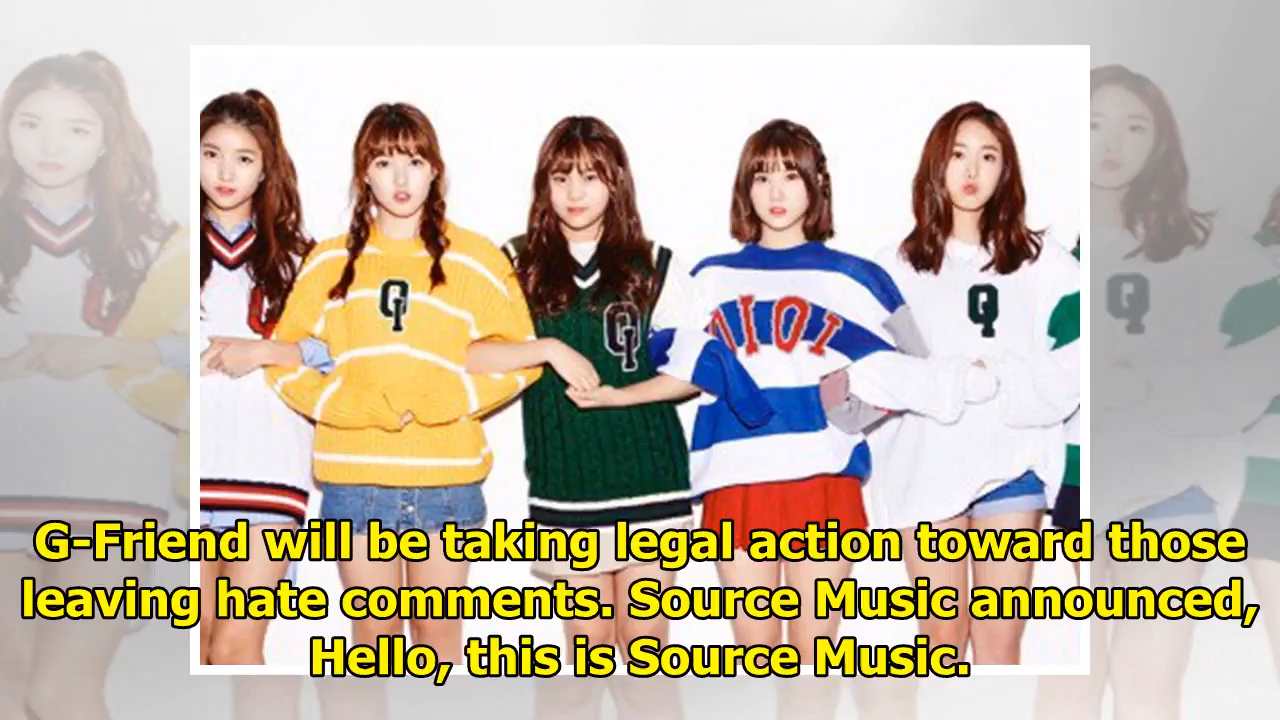 G
G
OIOI
Q
G-Friend will be taking legal action toward those
leaving hate comments. Source Music announced,
Hello, this is Source Music.